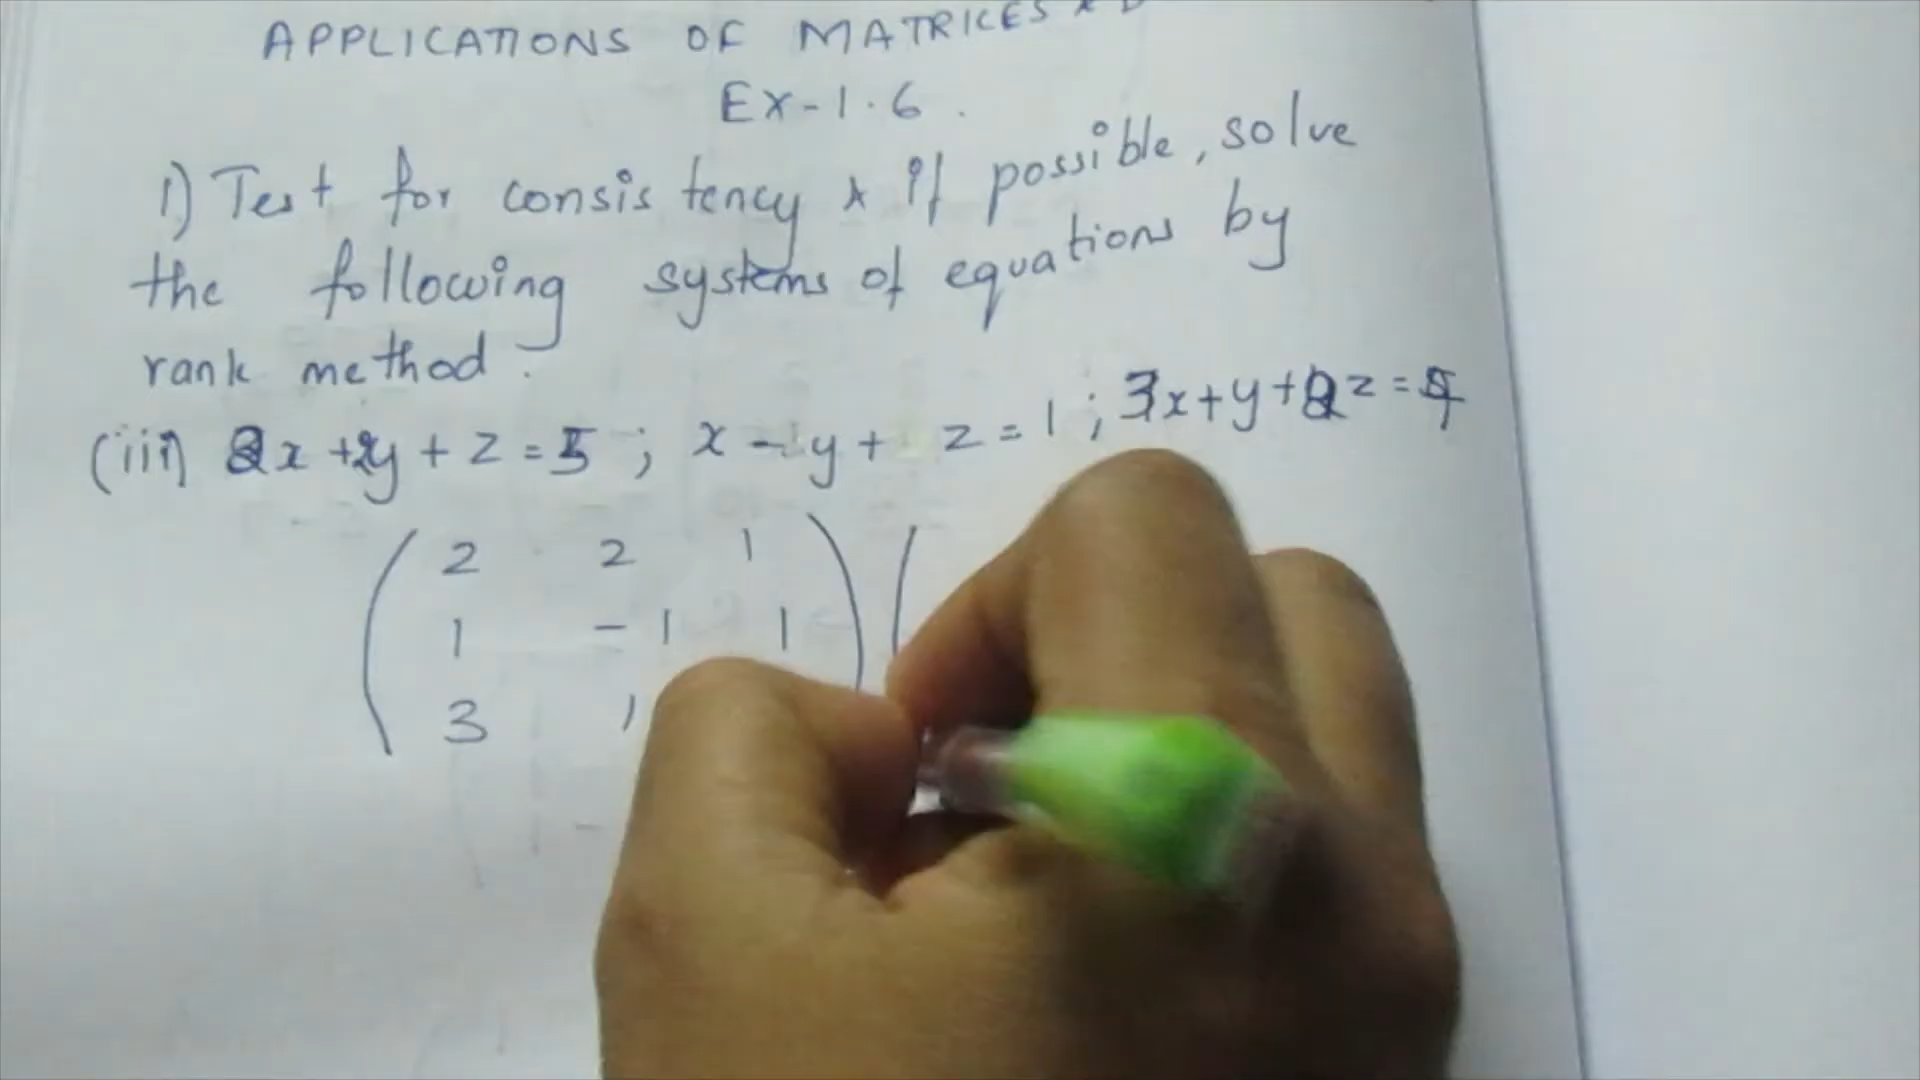 APPLICATIONS OF MATRICES
EX-1.6.
1) Test for consistency & if possible, solve
the following systems of equations by
rank method.
(iii) 2x+2y+z=5; x-y+z=1; 3x+y+2z=4
2 2 1
1 -1 1
3 1